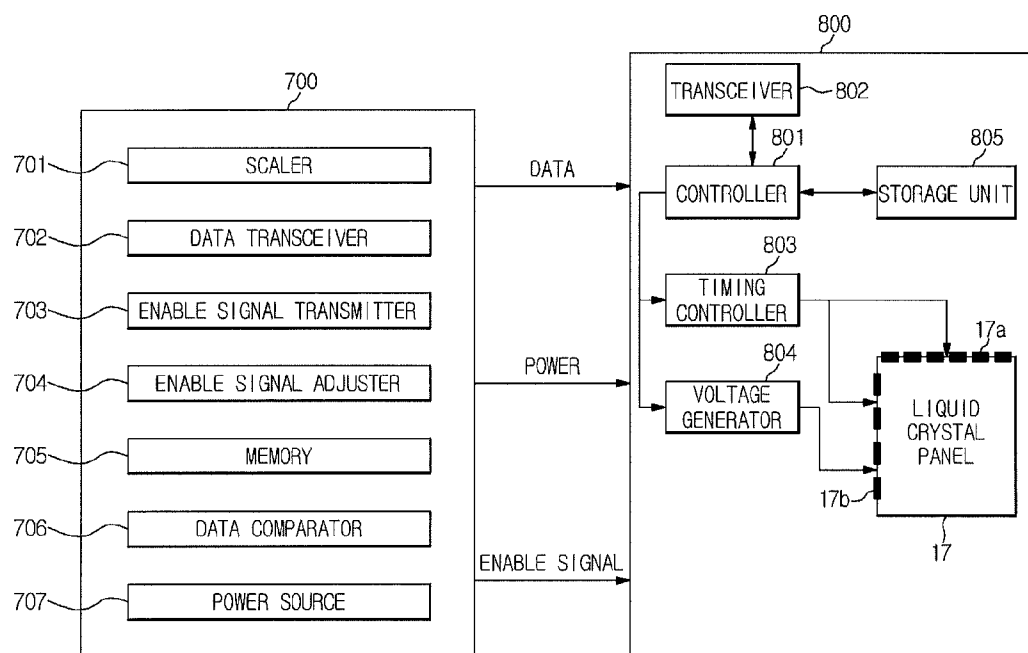 700
701
SCALER
702
DATA TRANSCEIVER
703
ENABLE SIGNAL TRANSMITTER
704
ENABLE SIGNAL ADJUSTER
705
MEMORY
706
DATA COMPARATOR
707
POWER SOURCE
DATA
POWER
ENABLE SIGNAL
800
TRANSCEIVER
802
801
CONTROLLER
805
STORAGE UNIT
803
TIMING
CONTROLLER
804
VOLTAGE
GENERATOR
17a
LIQUID
CRYSTAL
PANEL
17b
17